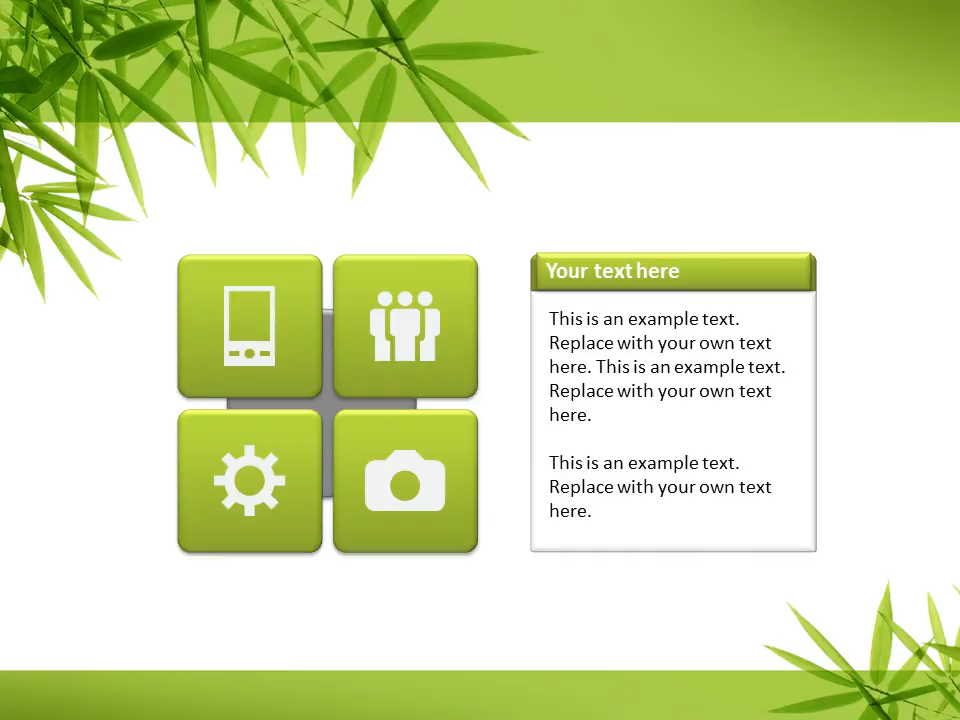 Your text here
This is an example text.
Replace with your own text
here. This is an example text.
Replace with your own text
here.
This is an example text.
Replace with your own text
here.